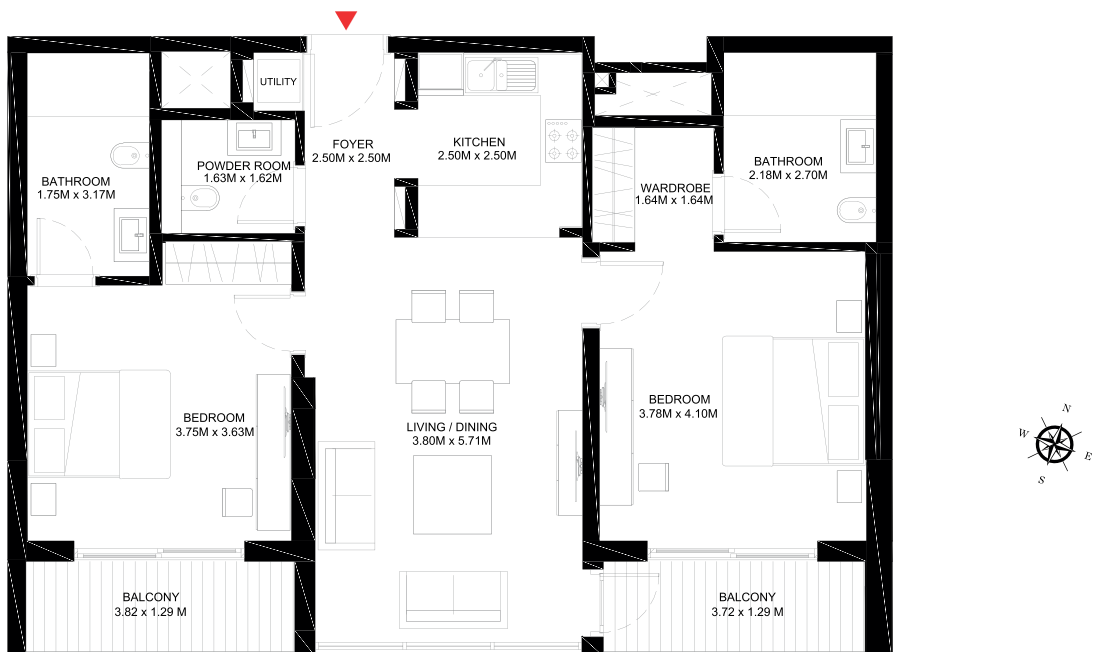 UTILITY
FOYER
2.50M x 2.50M
KITCHEN
2.50M x 2.50M
POWDER ROOM
1.63M x 1.62M
BATHROOM
1.75M x 3.17M
WARDROBE
1.64M x 1.64M
BATHROOM
2.18M x 2.70M
BEDROOM
3.75M x 3.63M
LIVING / DINING
3.80M x 5.71M
BEDROOM
3.78M x 4.10M
N
W
E
S
BALCONY
3.82 x 1.29 M
BALCONY
3.72 x 1.29 M